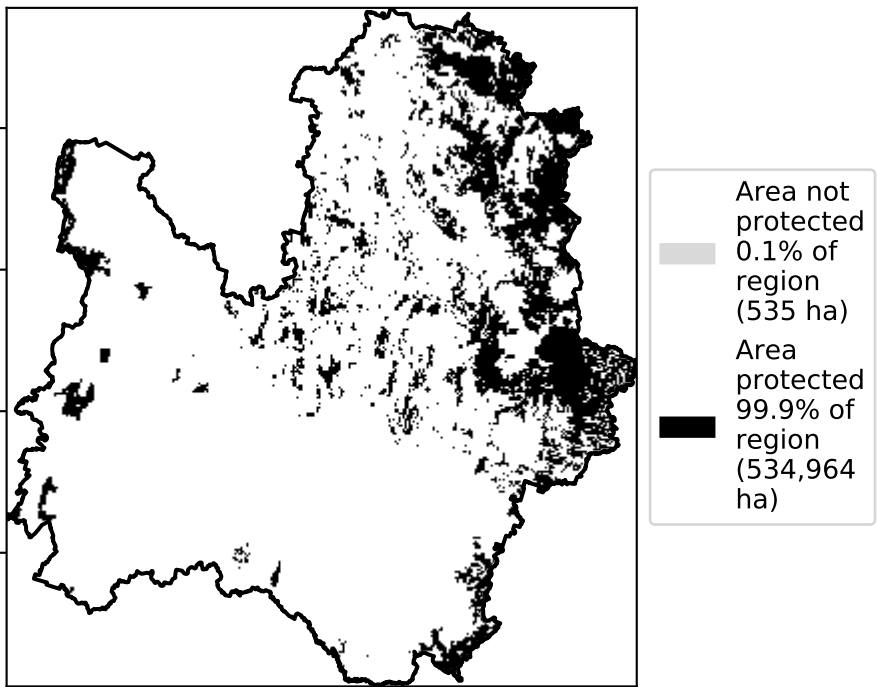 Area not
protected
0.1% of
region
(535 ha)
Area
protected
99.9% of
region
(534,964
ha)